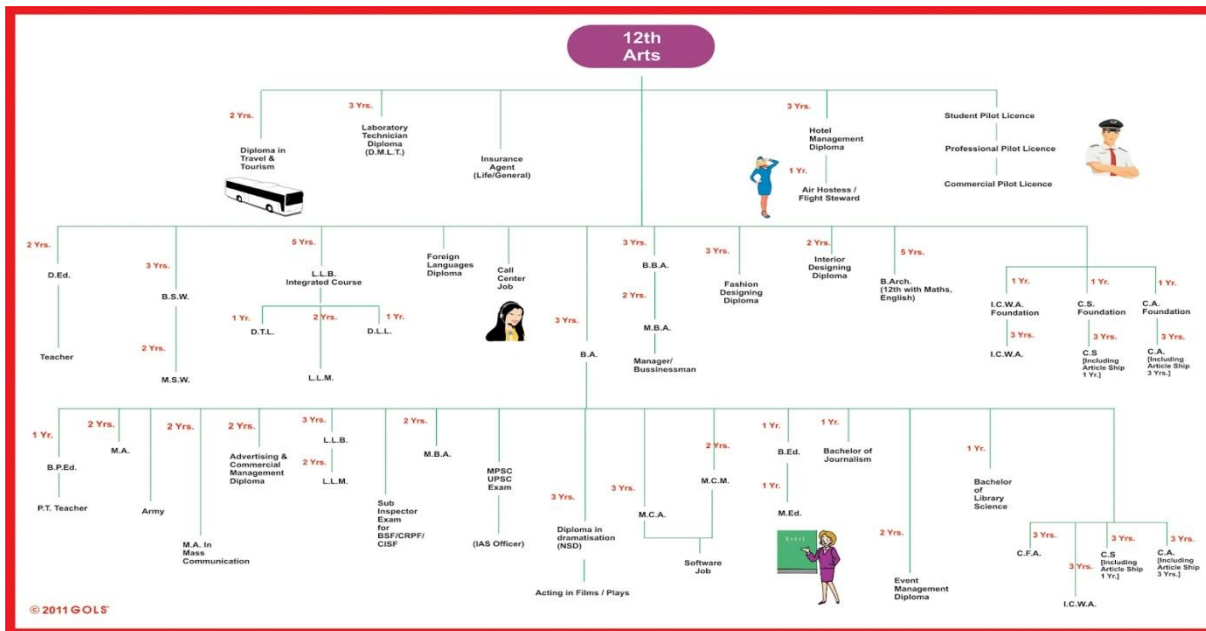 12th
Arts
2 Yrs.
Diploma in
Travel &
Tourism
3 Yrs.
Laboratory
Technician
Diploma
(D.M.L.T.)
Insurance
Agent
(Life/General)
3 Yrs.
Hotel
Management
Diploma
1 Yr.
Air Hostess /
Flight Steward
Student Pilot Licence
Professional Pilot Licence
Commercial Pilot Licence
2 Yrs.
D.Ed.
Teacher
3 Yrs.
B.S.W.
2 Yrs.
M.S.W.
5 Yrs.
L.L.B.
Integrated Course
1 Yr.
D.T.L.
2 Yrs.
L.L.M.
1 Yr.
D.L.L.
Foreign
Languages
Diploma
Call
Center
Job
3 Yrs.
B.A.
3 Yrs.
B.B.A.
2 Yrs.
M.B.A.
Manager/
Bussinessman
3 Yrs.
Fashion
Designing
Diploma
2 Yrs.
Interior
Designing
Diploma
5 Yrs.
B.Arch.
(12th with Maths,
English)
1 Yr.
I.C.W.A.
Foundation
3 Yrs.
I.C.W.A.
1 Yr.
C.S.
Foundation
3 Yrs.
C.S
[Including
Article Ship
1 Yr.]
1 Yr.
C.A.
Foundation
3 Yrs.
C.A.
[Including
Article Ship
3 Yrs.]
1 Yr.
B.P.Ed.
P.T. Teacher
2 Yrs.
M.A.
Army
2 Yrs.
M.A. In
Mass
Communication
2 Yrs.
Advertising &
Commercial
Management
Diploma
3 Yrs.
L.L.B.
2 Yrs.
L.L.M.
Sub
Inspector
Exam
for
BSF/CRPF/
CISF
2 Yrs.
M.B.A.
MPSC
UPSC
Exam
(IAS Officer)
3 Yrs.
Diploma in
dramatisation
(NSD)
Acting in Films / Plays
3 Yrs.
M.C.A.
2 Yrs.
M.C.M.
Software
Job
1 Yr.
B.Ed.
1 Yr.
M.Ed.
1 Yr.
Bachelor of
Journalism
2 Yrs.
Event
Management
Diploma
1 Yr.
Bachelor
of
Library
Science
3 Yrs.
C.F.A.
3 Yrs.
I.C.W.A.
3 Yrs.
C.S
[Including
Article Ship
1 Yr.]
3 Yrs.
C.A.
[Including
Article Ship
3 Yrs.]
© 2011 GOLS